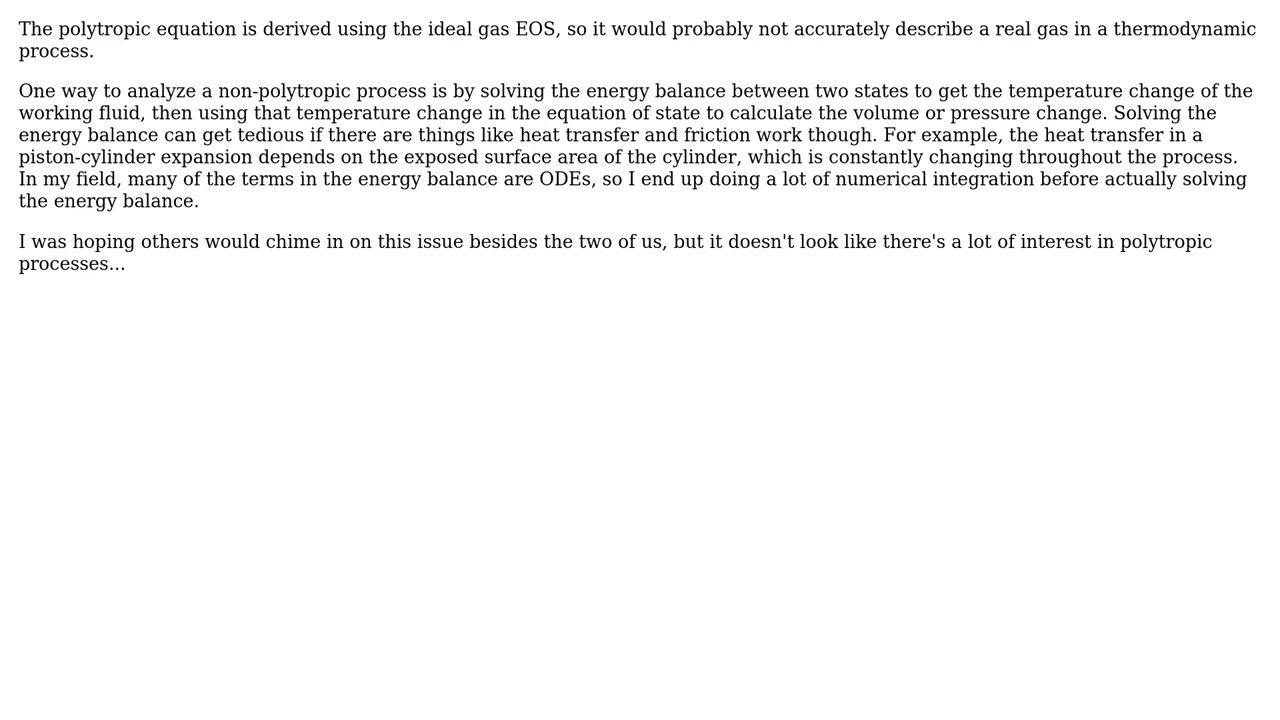 The polytropic equation is derived using the ideal gas EOS, so it would probably not accurately describe a real gas in a thermodynamic
process.
One way to analyze a non-polytropic process is by solving the energy balance between two states to get the temperature change of the
working fluid, then using that temperature change in the equation of state to calculate the volume or pressure change. Solving the
energy balance can get tedious if there are things like heat transfer and friction work though. For example, the heat transfer in a
piston-cylinder expansion depends on the exposed surface area of the cylinder, which is constantly changing throughout the process.
In my field, many of the terms in the energy balance are ODEs, so I end up doing a lot of numerical integration before actually solving
the energy balance.
I was hoping others would chime in on this issue besides the two of us, but it doesn't look like there's a lot of interest in polytropic
processes...